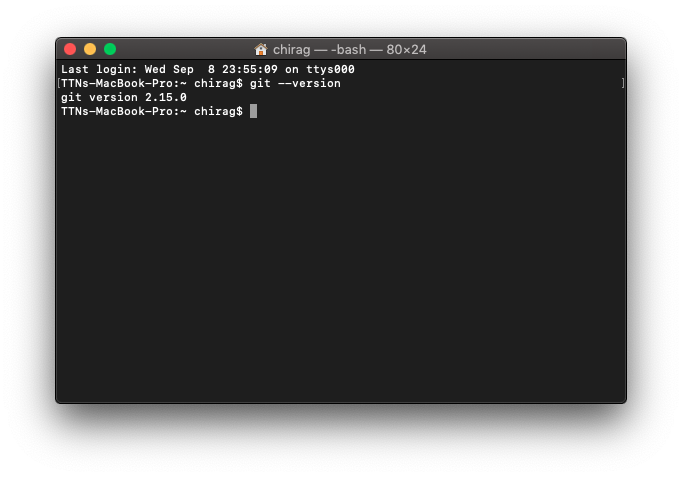 chirag — -bash — 80×24
Last login: Wed Sep  8 23:55:09 on ttys000
[TTNs-MacBook-Pro:~ chirag$ git --version ]
git version 2.15.0
TTNs-MacBook-Pro:~ chirag$